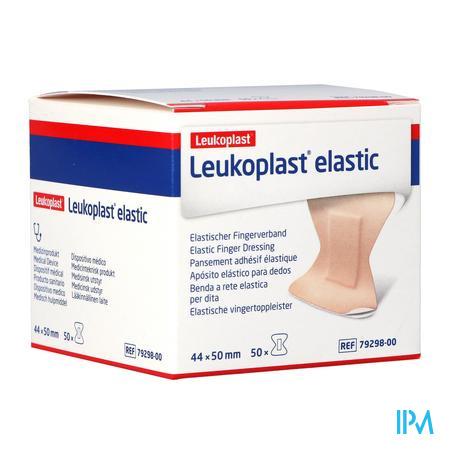 Leukoplast®
Leukoplast® elastic
Elastischer Fingerverband
Elastic Finger Dressing
Pansement adhésif élastique
Apósito elástico para dedos
Benda a rete elastica
per dita
Elastische vingertoppleister
44 x 50 mm 50 x
REF 79298-00
Leukoplast® Leukoplast® elastic
Medizinprodukt
Medical Device
Dispositif médical
Producto sanitario
Dispositivo medico
Medisch hulpmiddel
Dispositivo médico
Medicinteknisk produkt
Medisinsk utstyr
Medicinsk udstyr
Lääkinnällinen laite
44 x 50 mm 50 x
REF 79298-00
IPM